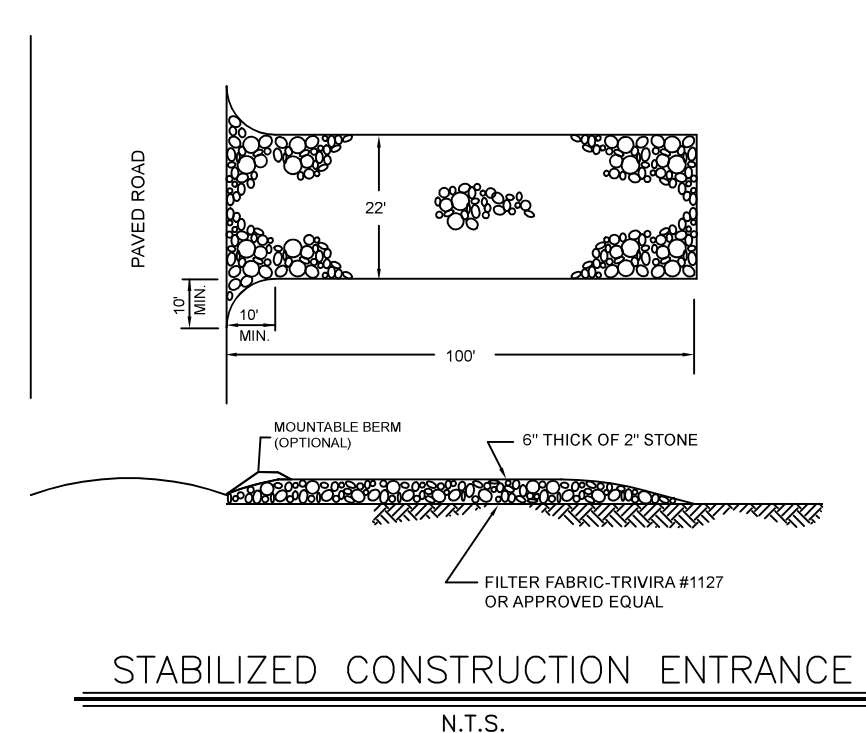 PAVED ROAD
22'
10'
MIN.
10'
MIN.
100'
MOUNTABLE BERM
(OPTIONAL)
6" THICK OF 2" STONE
FILTER FABRIC-TRIVIRA #1127
OR APPROVED EQUAL
STABILIZED CONSTRUCTION ENTRANCE
N.T.S.